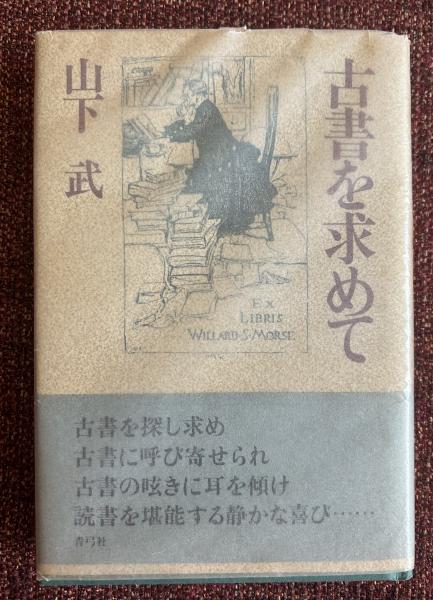 古書を求めて
山下 武
EX
LIBRIS
WILLARD·S·MORSE
古書を探し求め
古書に呼び寄せられ
古書の呟きに耳を傾け
読書を堪能する静かな喜び……
青弓社